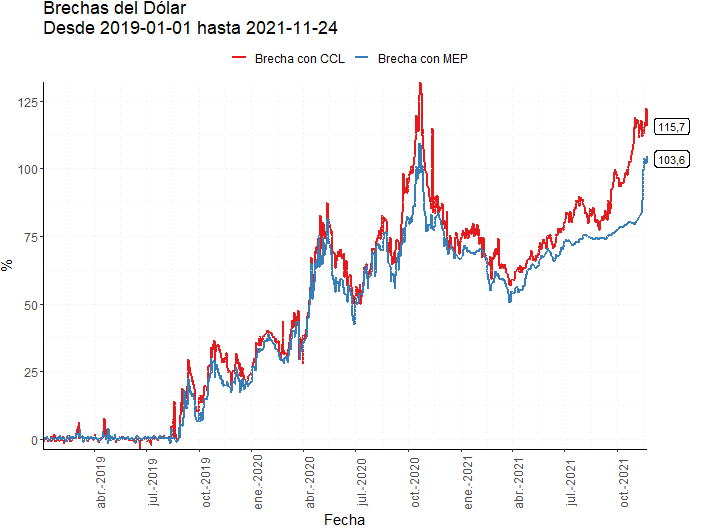 Brechas del Dólar
Desde 2019-01-01 hasta 2021-11-24
Brecha con CCL
Brecha con MEP
125
100
75
50
25
0
%
115,7
103,6
abr.-2019
jul.-2019
oct.-2019
ene.-2020
abr.-2020
jul.-2020
oct.-2020
ene.-2021
abr.-2021
jul.-2021
oct.-2021
Fecha